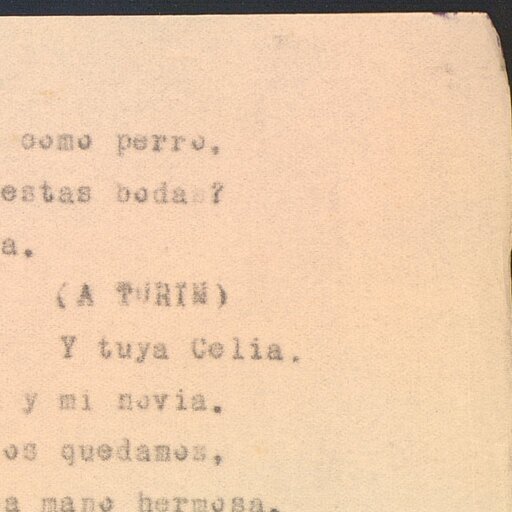 como perro,
estas bodas?
a.
(A TURIN)
Y tuya Celia.
y mi novia.
os quedamos,
a mano hermosa.